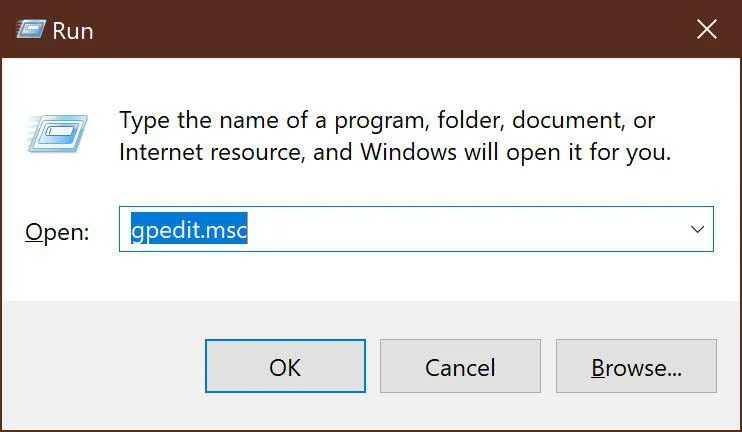 Run
Type the name of a program, folder, document, or
Internet resource, and Windows will open it for you.
Open: gpedit.msc
OK Cancel Browse...